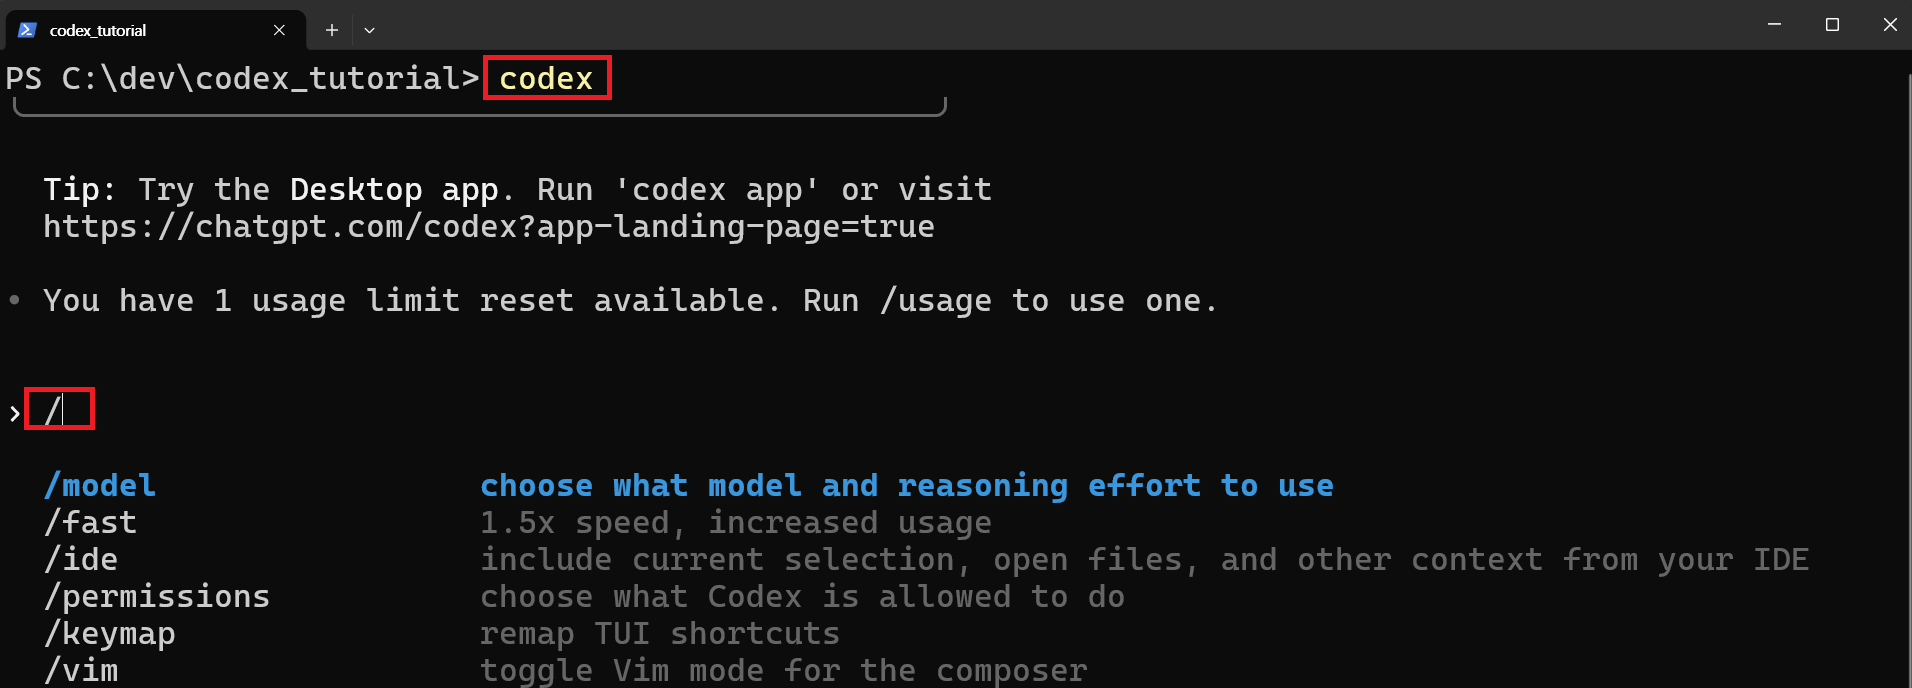 codex_tutorial
PS C:\dev\codex_tutorial> codex
Tip: Try the Desktop app. Run 'codex app' or visit
https://chatgpt.com/codex?app-landing-page=true
• You have 1 usage limit reset available. Run /usage to use one.
› /
/model choose what model and reasoning effort to use
/fast 1.5x speed, increased usage
/ide include current selection, open files, and other context from your IDE
/permissions choose what Codex is allowed to do
/keymap remap TUI shortcuts
/vim toggle Vim mode for the composer